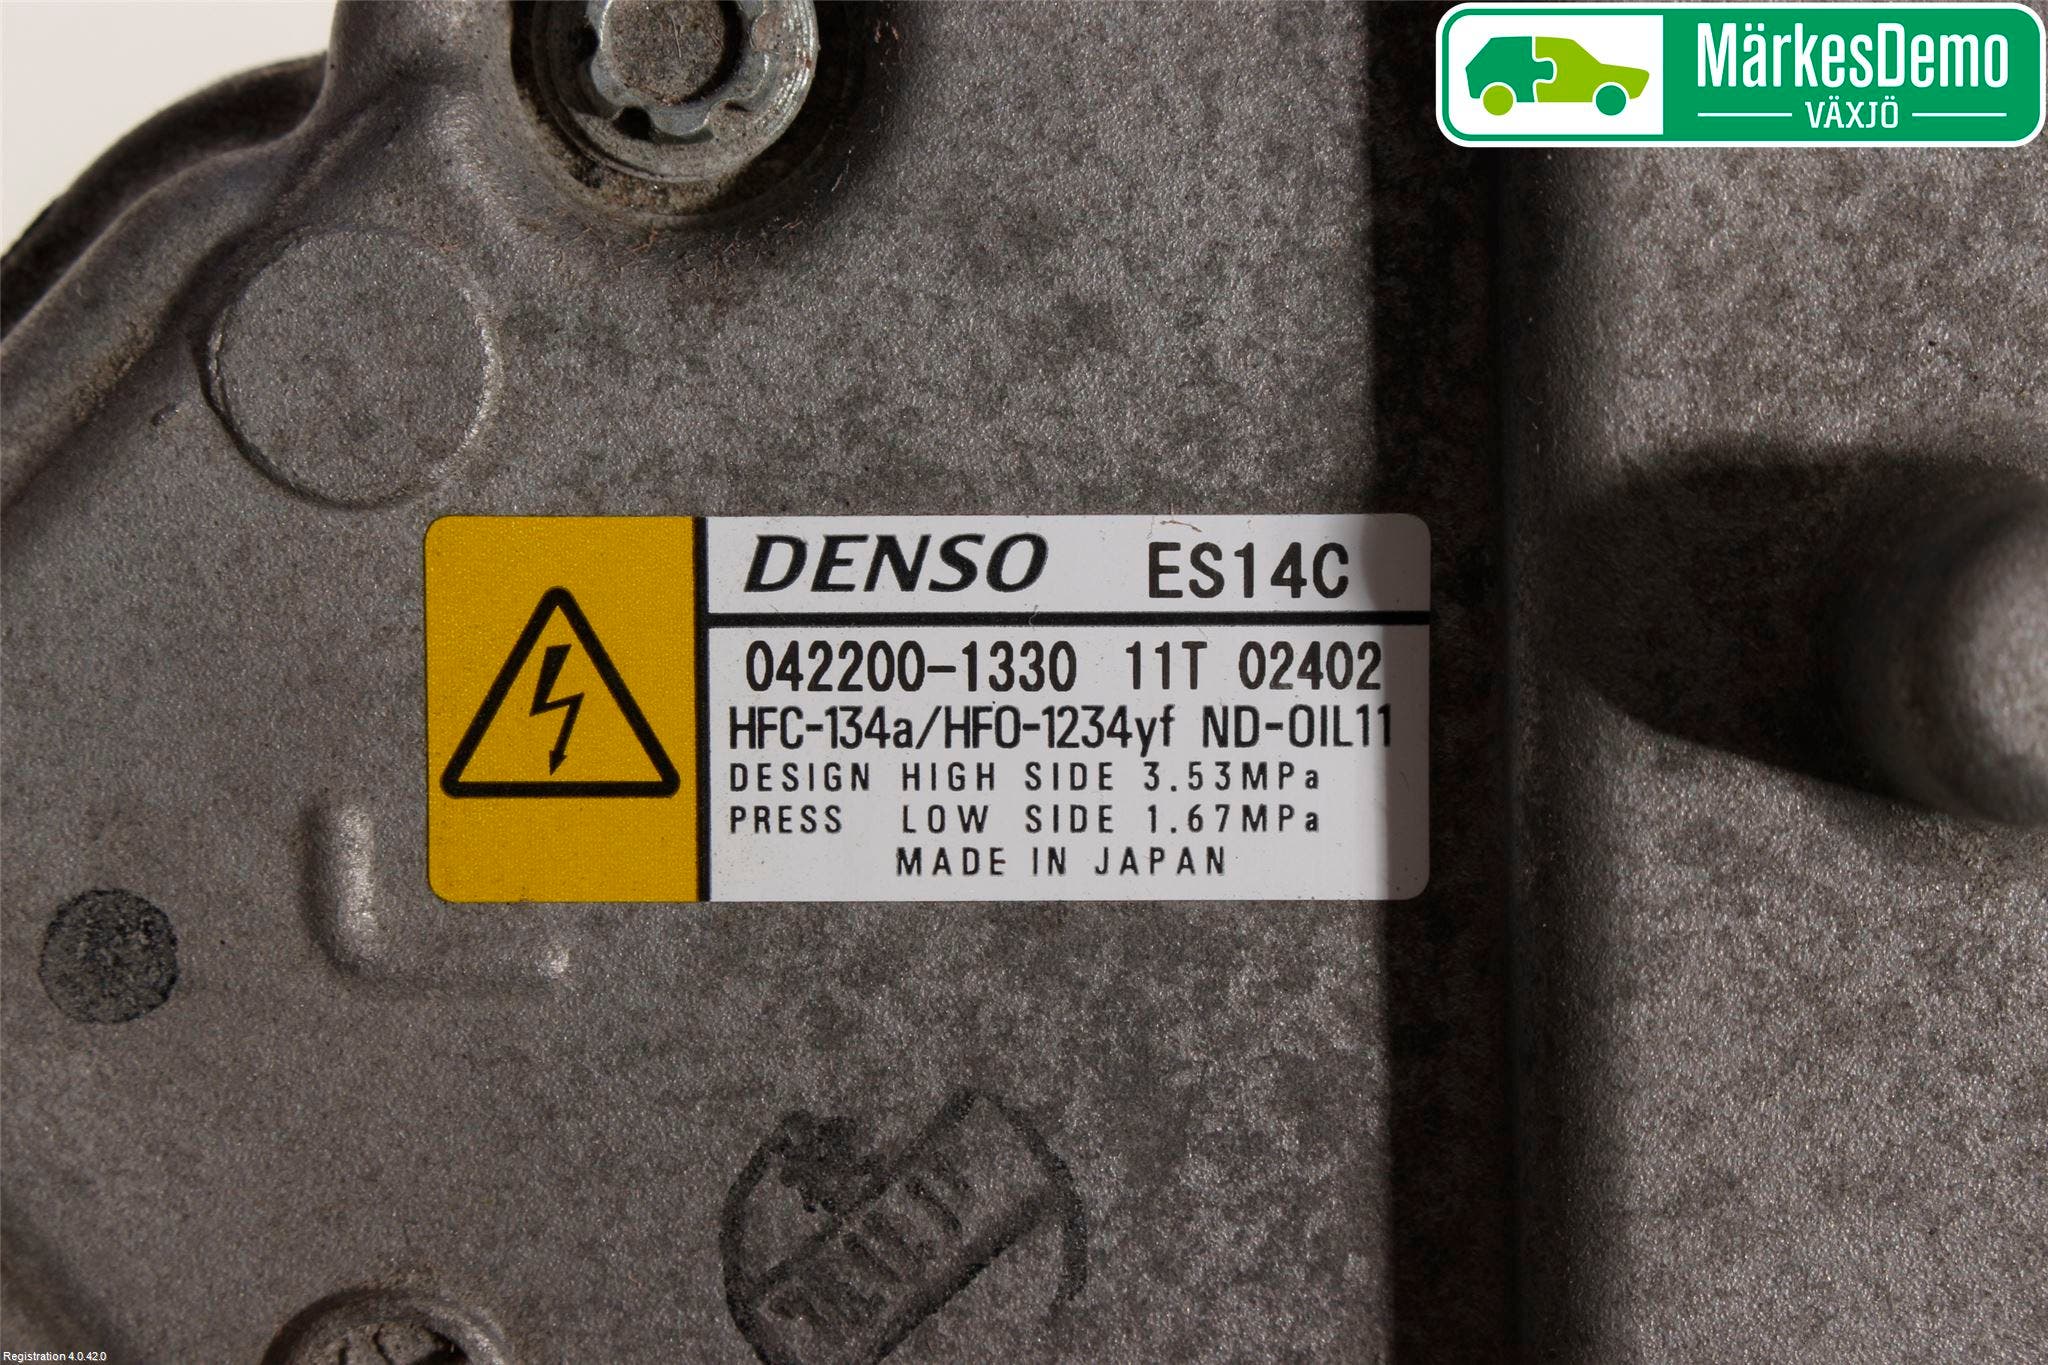 MärkesDemo
VÄXJÖ
DENSO ES14C
042200-1330 11T 02402
HFC-134a/HFO-1234yf ND-OIL11
DESIGN HIGH SIDE 3.53MPa
PRESS LOW SIDE 1.67MPa
MADE IN JAPAN
Registration 4.0.42.0